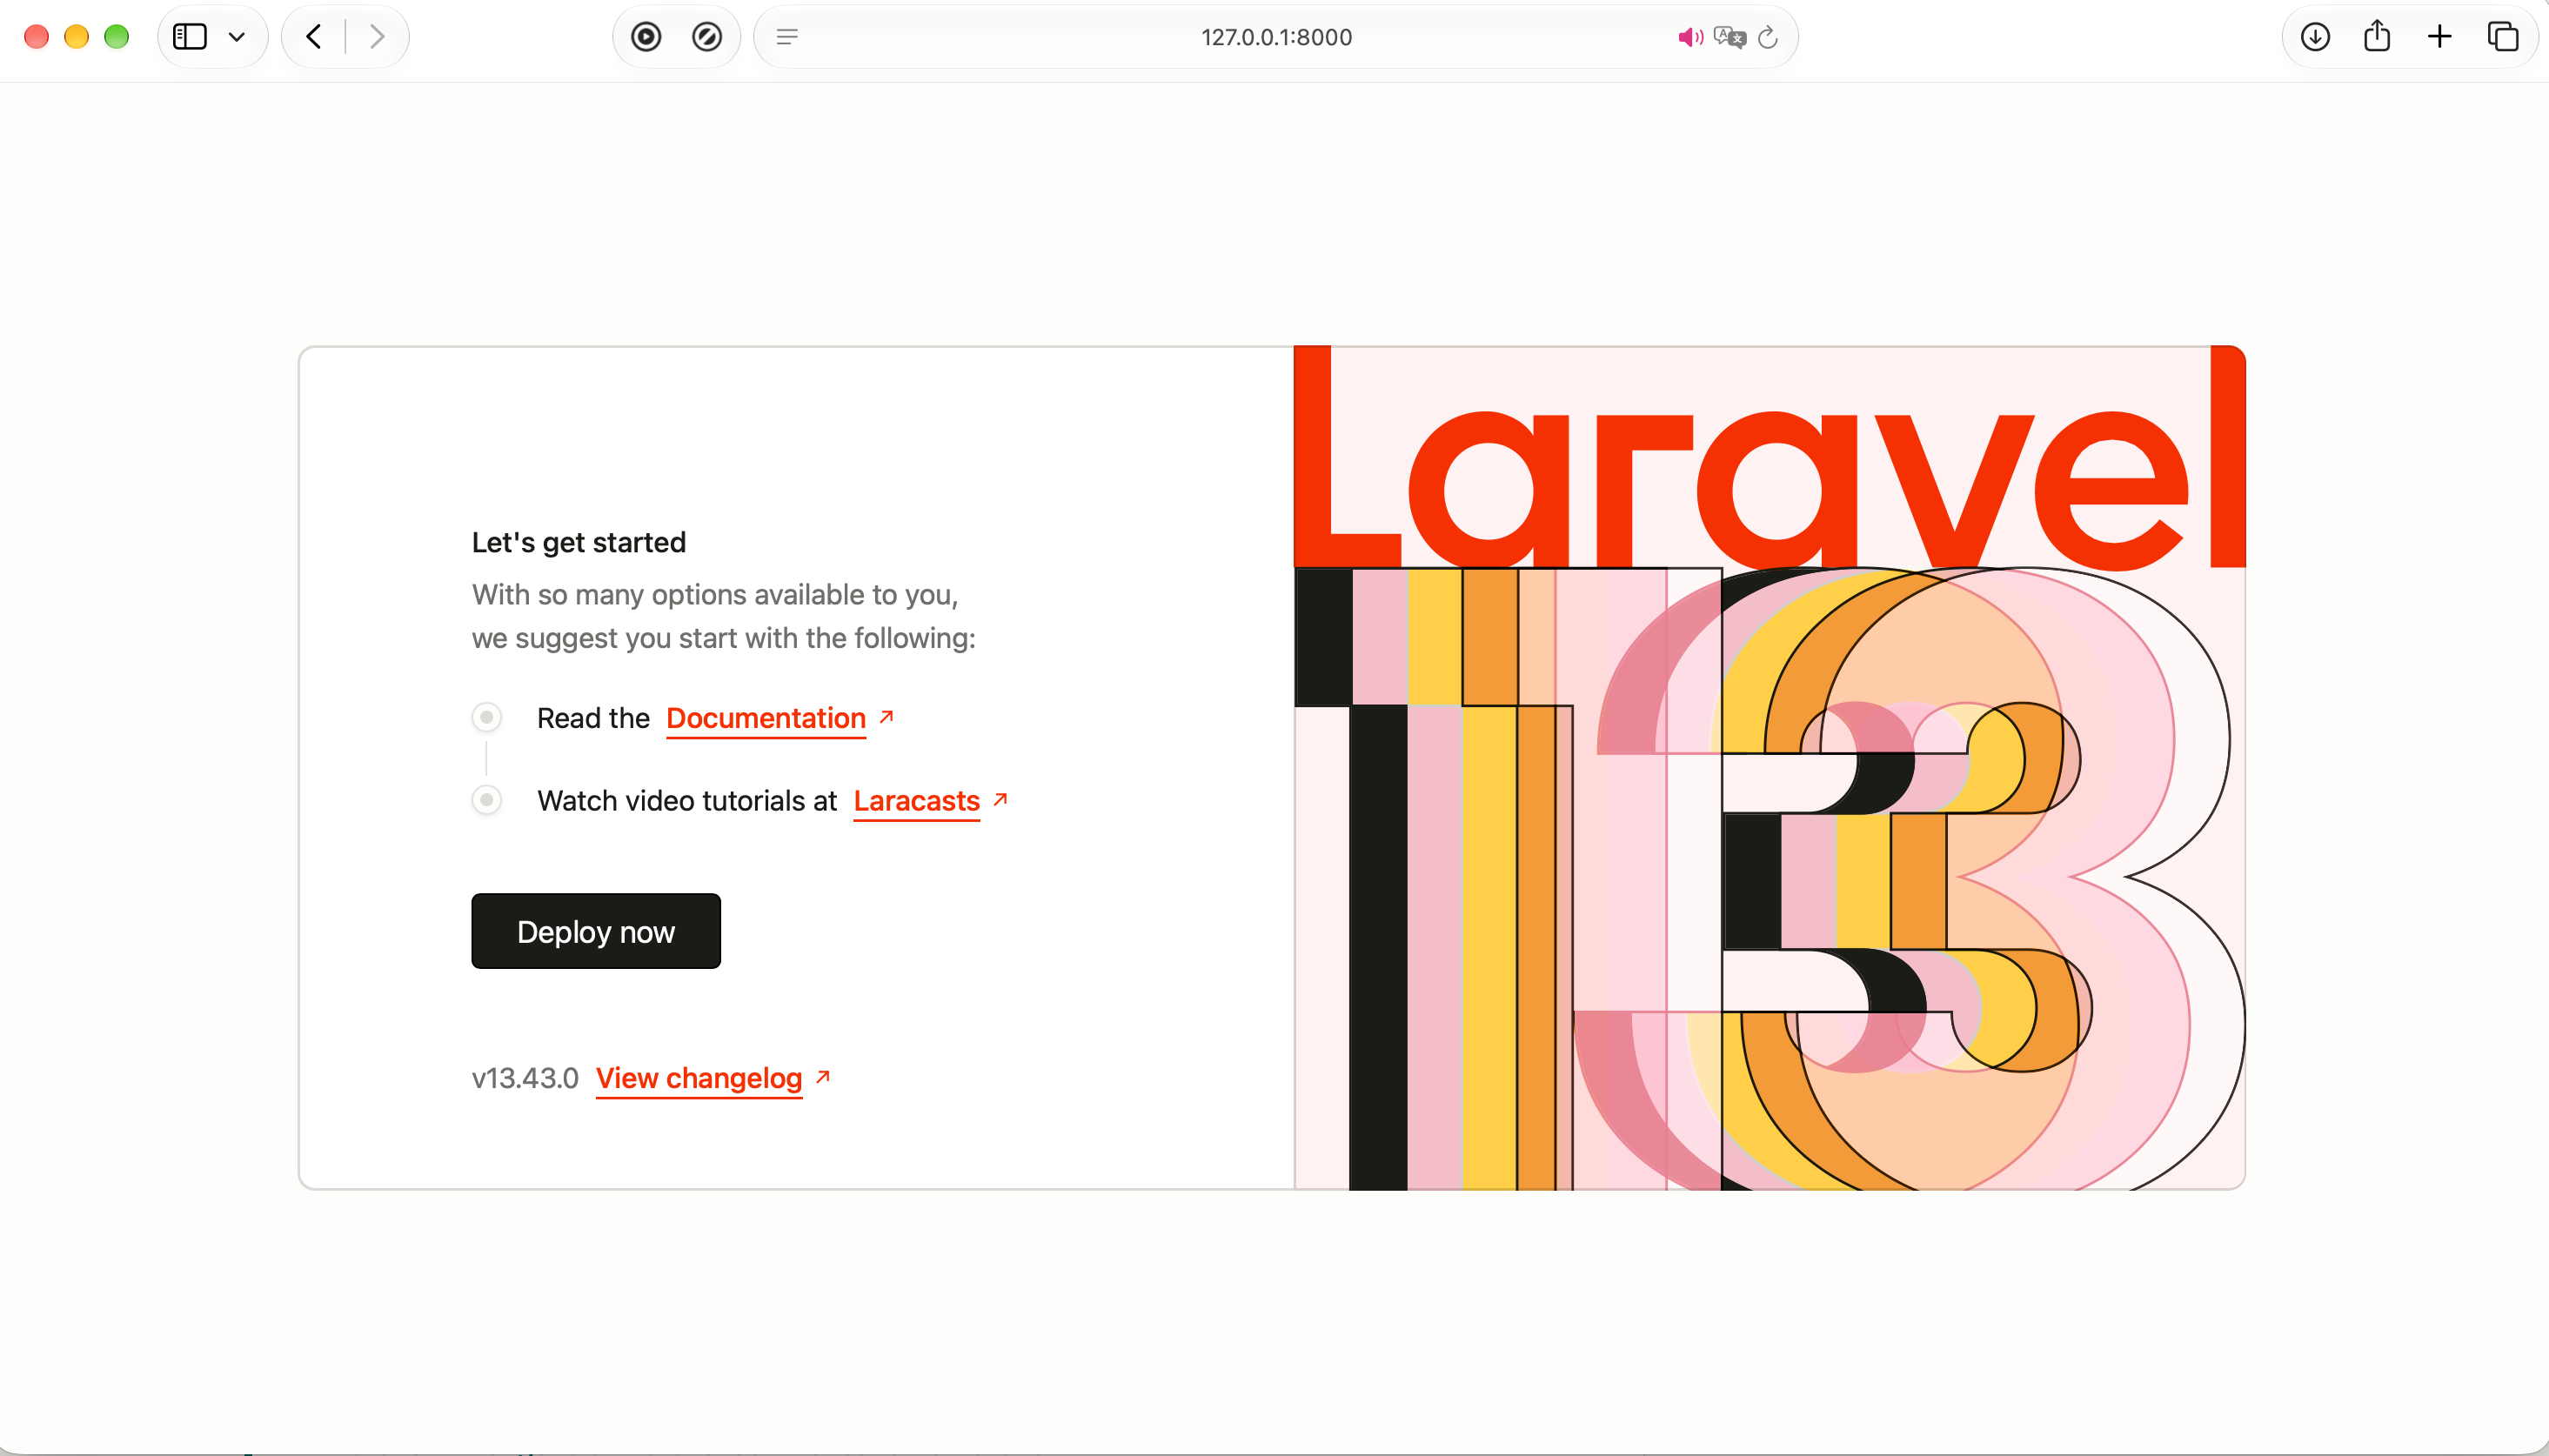 127.0.0.1:8000
Laravel
13
Let's get started
With so many options available to you,
we suggest you start with the following:
Read the Documentation
Watch video tutorials at Laracasts
Deploy now
v13.43.0 View changelog